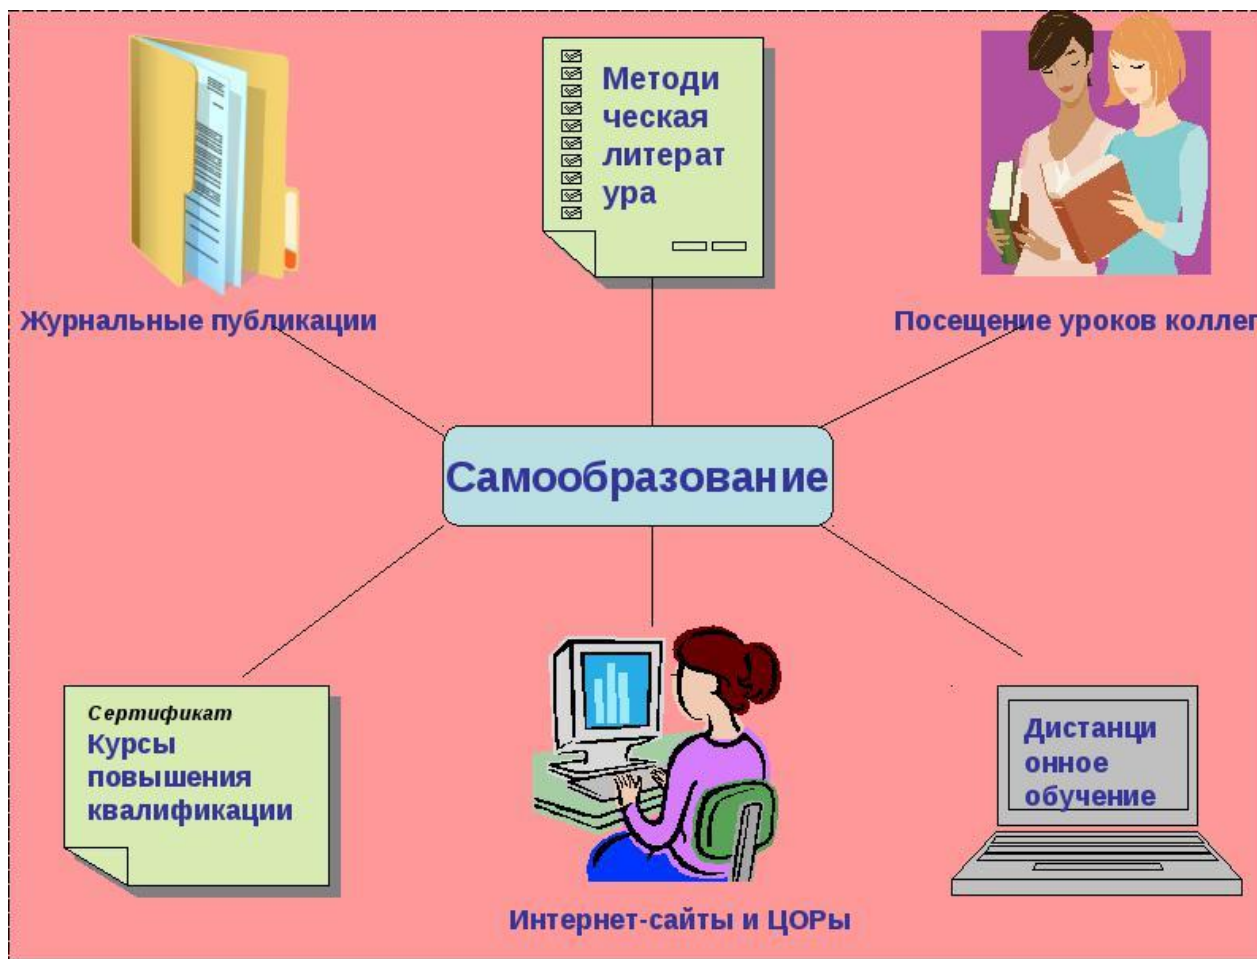 Методи
ческая
литерат
ура
Журнальные публикации
Посещение уроков коллег
Самообразование
Сертификат
Курсы
повышения
квалификации
Дистанци
онное
обучение
Интернет-сайты и ЦОРы